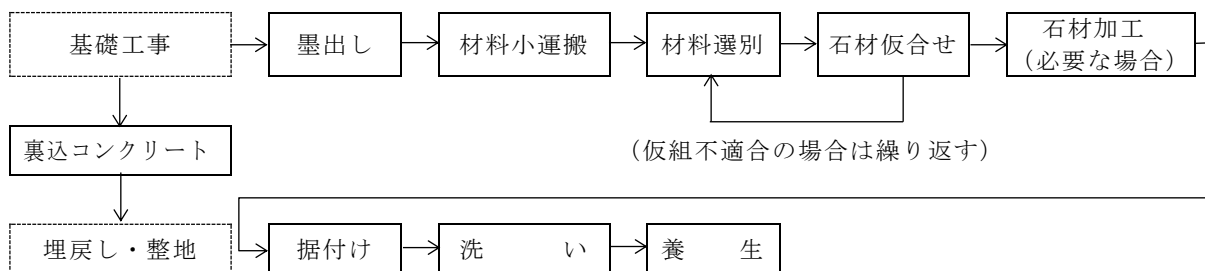 基礎工事
墨出し
材料小運搬
材料選別
石材仮合せ
石材加工
（必要な場合）
裏込コンクリート
（仮組不適合の場合は繰り返す）
埋戻し・整地
据付け
洗い
養生